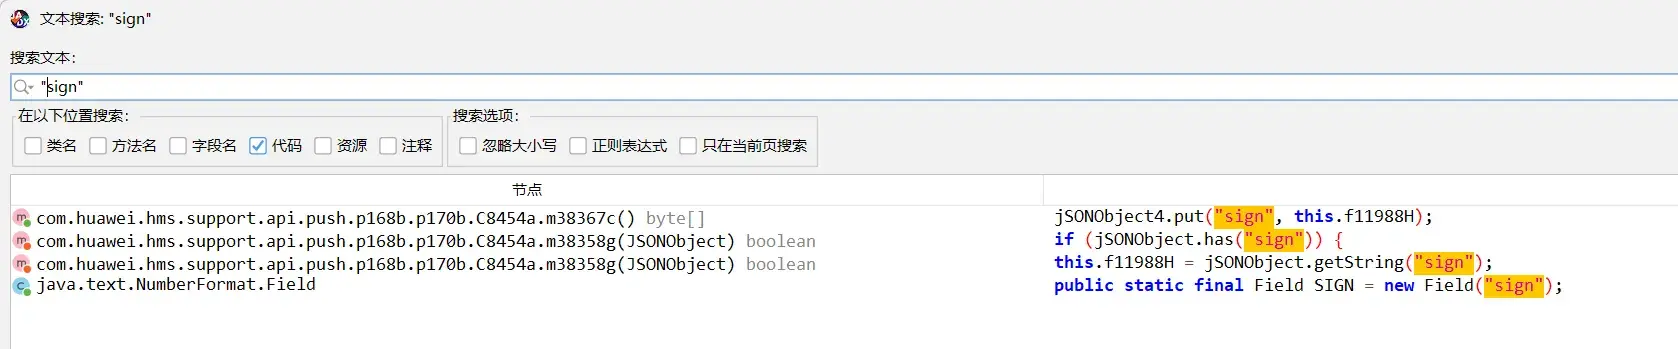 文本搜索: "sign"
搜索文本:
"sign"
在以下位置搜索: 搜索选项:
类名 方法名 字段名 代码 资源 注释 忽略大小写 正则表达式 只在当前页搜索
节点
com.huawei.hms.support.api.push.p168b.p170b.C8454a.m38367c() byte[] jSONObject4.put("sign", this.f11988H);
com.huawei.hms.support.api.push.p168b.p170b.C8454a.m38358g(JSONObject) boolean if (jSONObject.has("sign")) {
com.huawei.hms.support.api.push.p168b.p170b.C8454a.m38358g(JSONObject) boolean this.f11988H = jSONObject.getString("sign");
java.text.NumberFormat.Field public static final Field SIGN = new Field("sign");